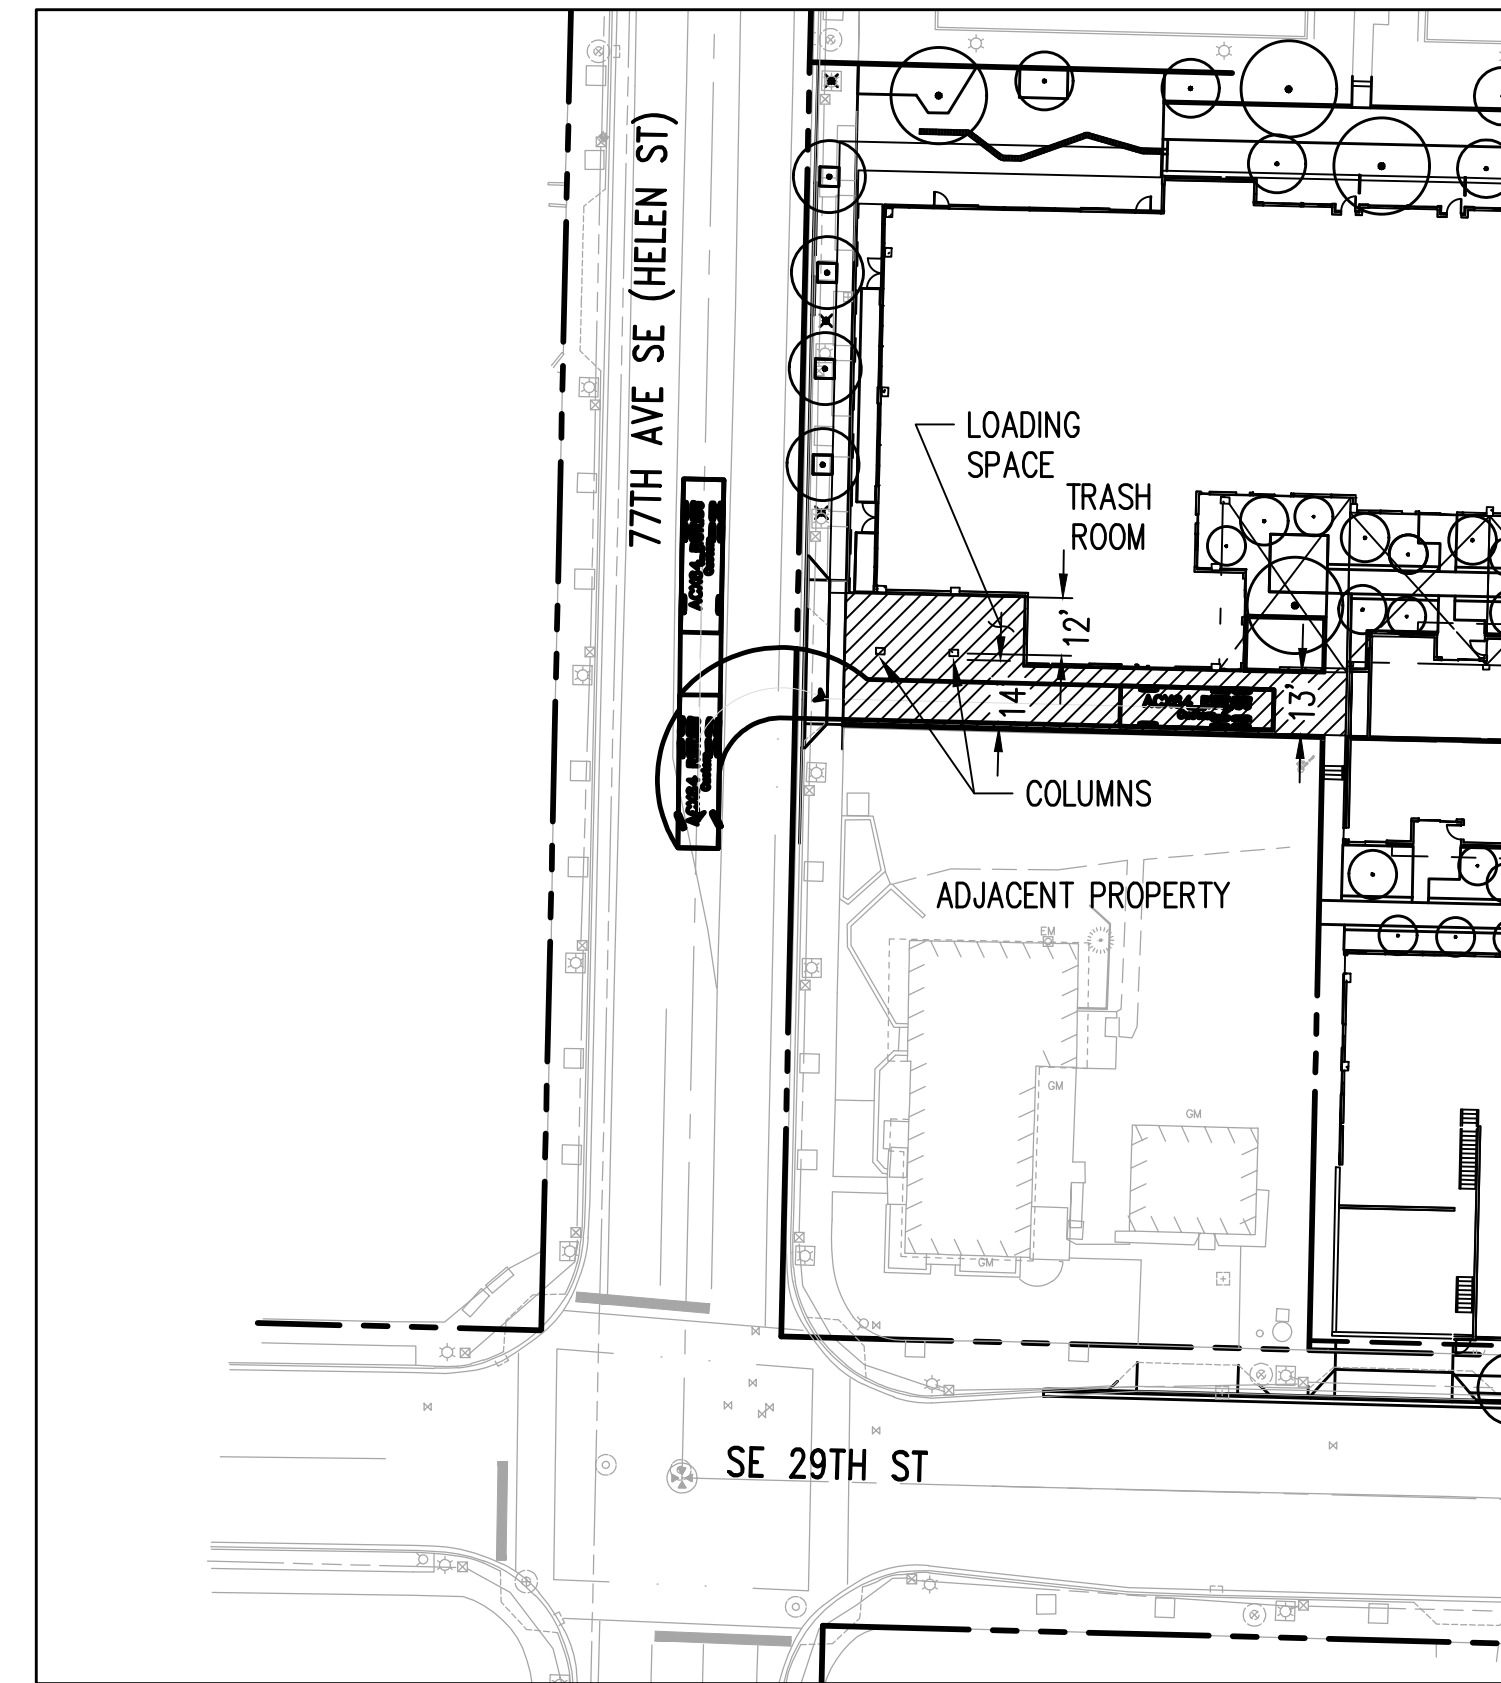 77TH AVE SE (HELEN ST)
LOADING
SPACE
TRASH
ROOM
12'
14
13'
COLUMNS
ADJACENT PROPERTY
EM
GM
GM
GM
SE 29TH ST